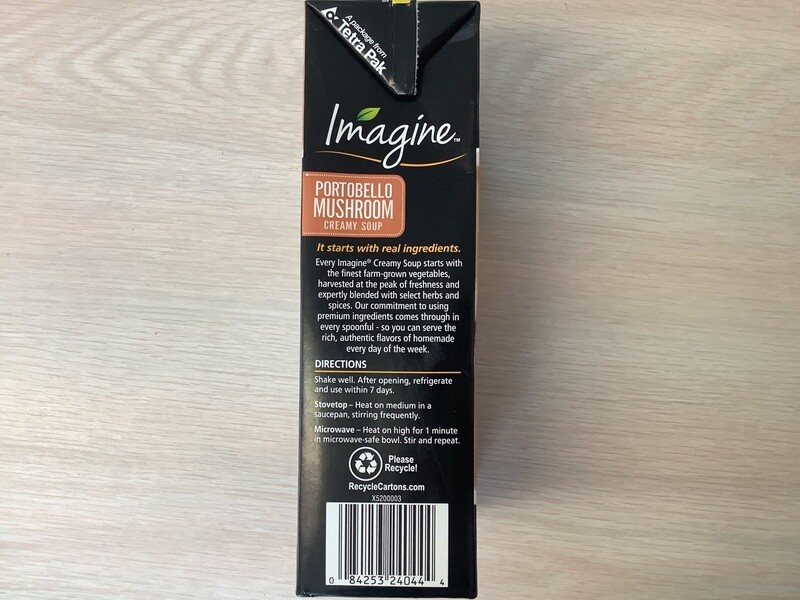 A package from
Tetra Pak
Imagine™
PORTOBELLO
MUSHROOM
CREAMY SOUP
It starts with real ingredients.
Every Imagine® Creamy Soup starts with
the finest farm-grown vegetables,
harvested at the peak of freshness and
expertly blended with select herbs and
spices. Our commitment to using
premium ingredients comes through in
every spoonful - so you can serve the
rich, authentic flavors of homemade
every day of the week.
DIRECTIONS
Shake well. After opening, refrigerate
and use within 7 days.
Stovetop – Heat on medium in a
saucepan, stirring frequently.
Microwave – Heat on high for 1 minute
in microwave-safe bowl. Stir and repeat.
Please
Recycle!
RecycleCartons.com
X5200003
0 84253 24044 4